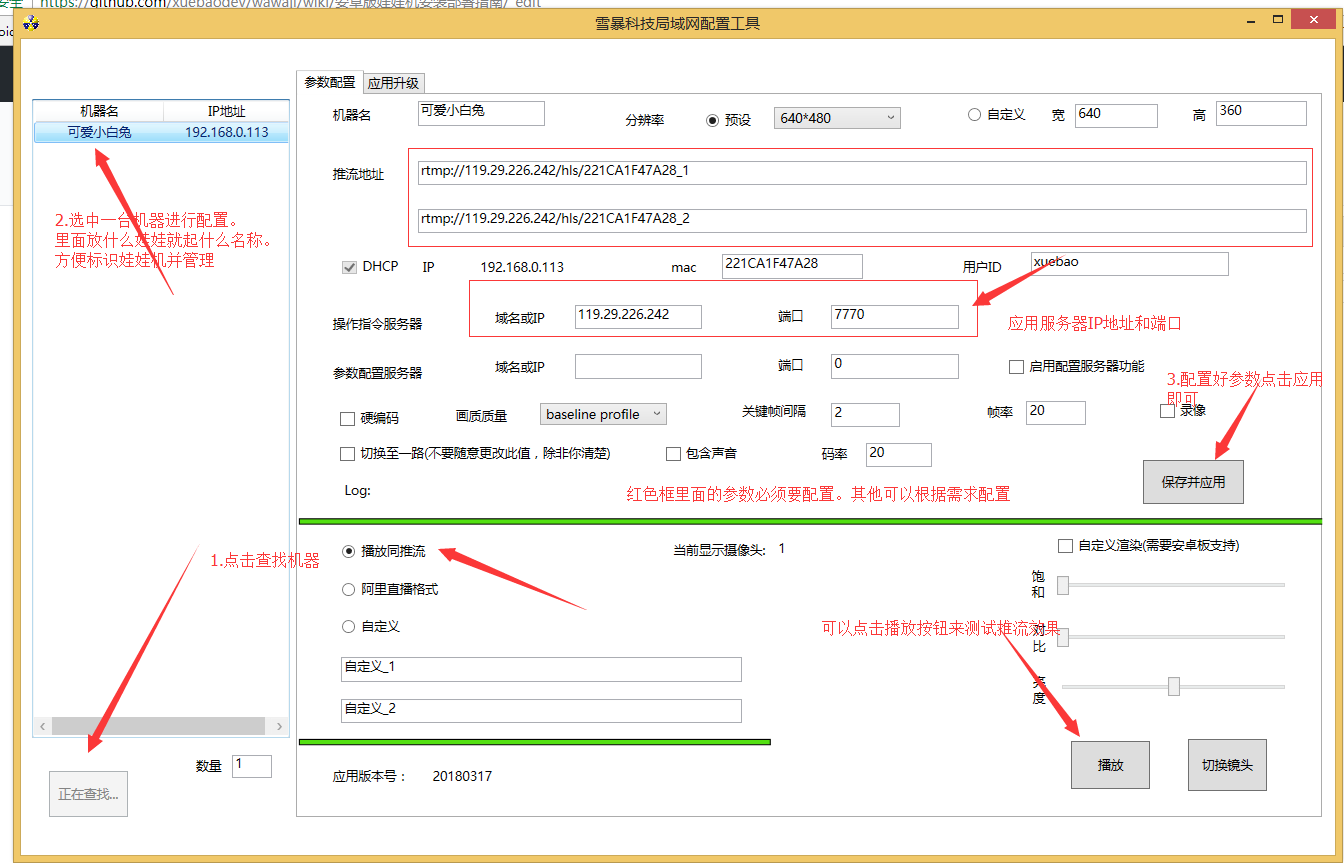 安全 https://github.com/xuebaodev/wawaji/wiki/安卓版娃娃机安装部署指南/_edit
雪暴科技局域网配置工具
参数配置 应用升级
机器名 IP地址
可爱小白兔 192.168.0.113
机器名 可爱小白兔 分辨率 预设 640*480 自定义 宽 640 高 360
推流地址 rtmp://119.29.226.242/hls/221CA1F47A28_1
rtmp://119.29.226.242/hls/221CA1F47A28_2
2.选中一台机器进行配置。
里面放什么娃娃就起什么名称。
方便标识娃娃机并管理
DHCP IP 192.168.0.113 mac 221CA1F47A28 用户ID xuebao
操作指令服务器 域名或IP 119.29.226.242 端口 7770
应用服务器IP地址和端口
参数配置服务器 域名或IP 端口 0 启用配置服务器功能
3.配置好参数点击应用
即可
硬编码 画质质量 baseline profile 关键帧间隔 2 帧率 20 录像
切换至一路(不要随意更改此值，除非你清楚) 包含声音 码率 20
保存并应用
Log:
红色框里面的参数必须要配置。其他可以根据需求配置
1.点击查找机器
播放同推流 当前显示摄像头: 1 自定义渲染(需要安卓板支持)
阿里直播格式
饱
和
自定义
可以点击播放按钮来测试推流效果
对
比
自定义_1
亮
度
自定义_2
数量 1
正在查找...
应用版本号： 20180317
播放 切换镜头